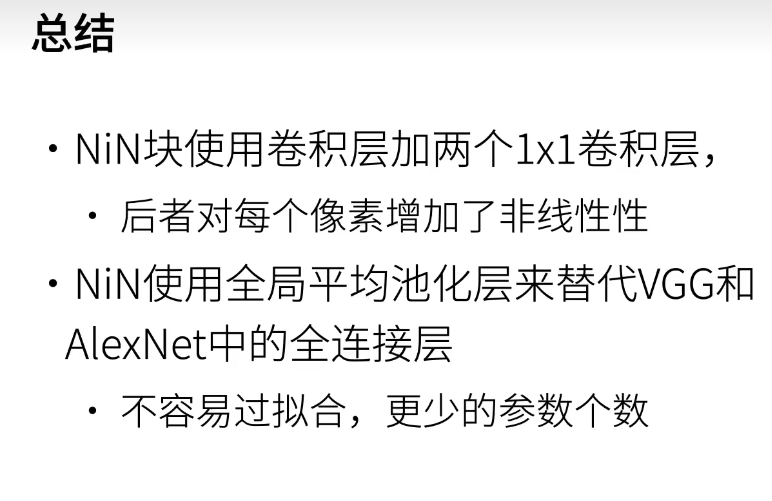 总结
• NiN块使用卷积层加两个1x1卷积层，
• 后者对每个像素增加了非线性性
• NiN使用全局平均池化层来替代VGG和
AlexNet中的全连接层
• 不容易过拟合，更少的参数个数